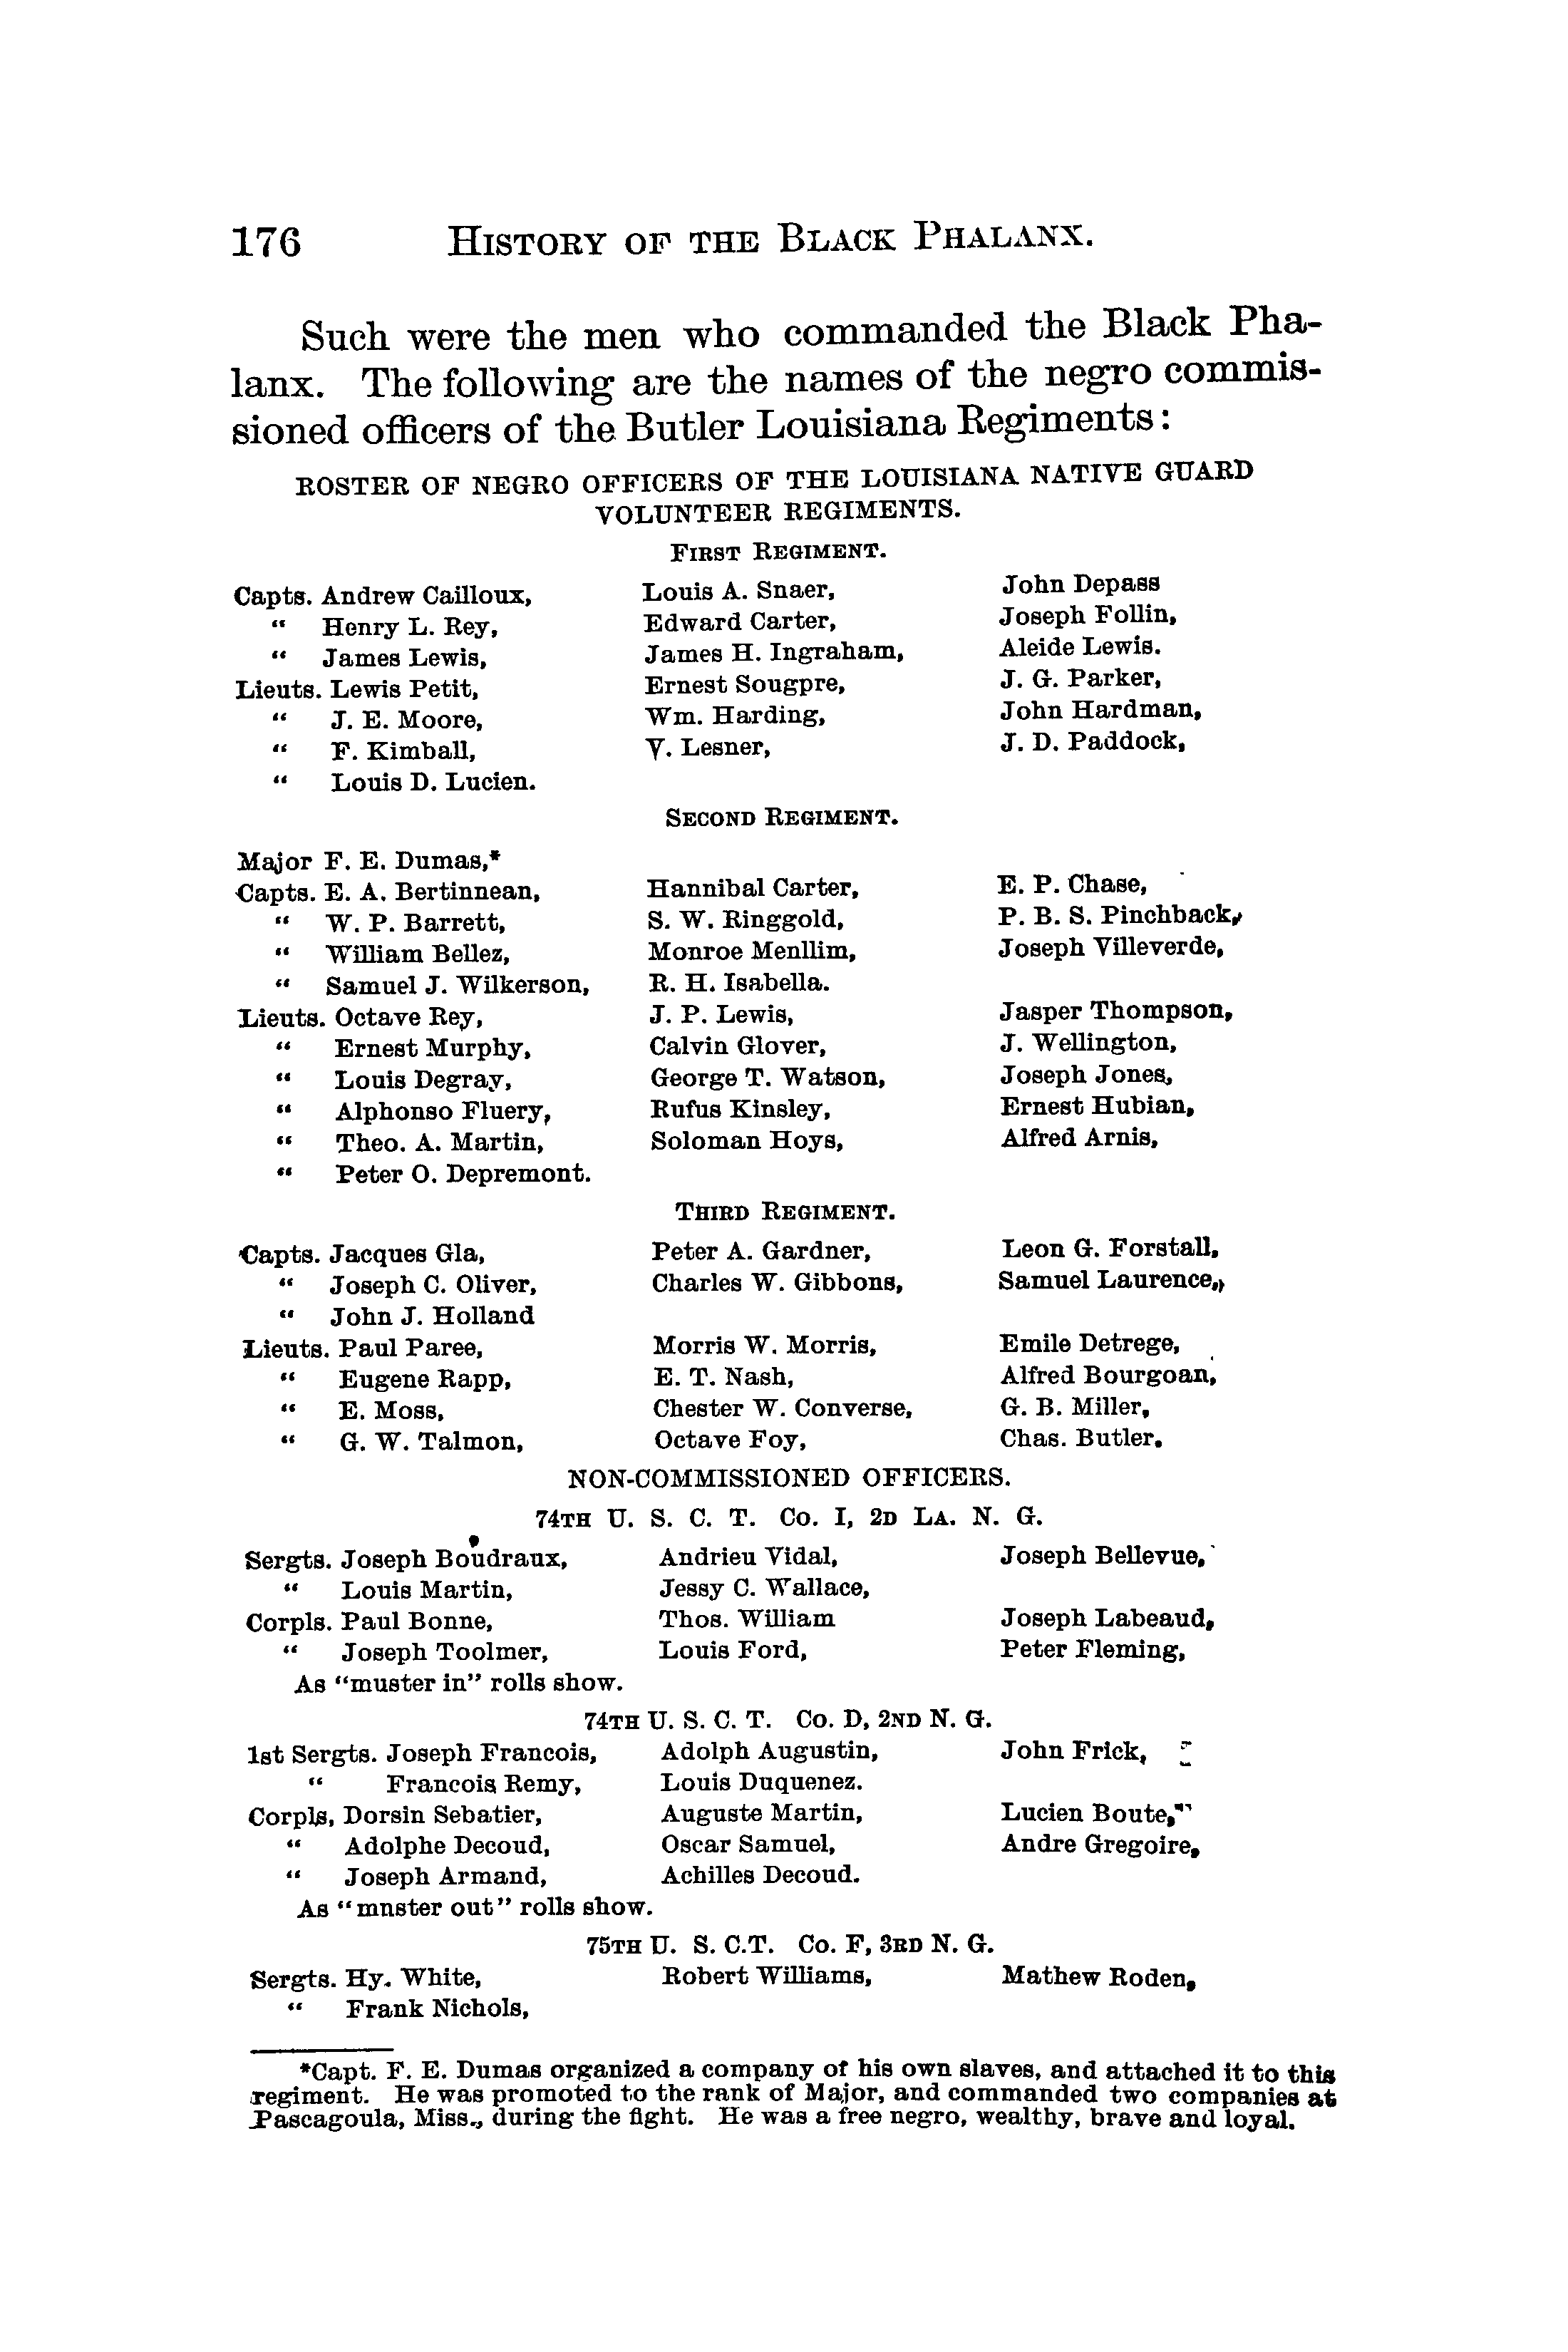 176 HISTORY OF THE BLACK PHALANX.
Such were the men who commanded the Black Pha-
lanx. The following are the names of the negro commis-
sioned officers of the Butler Louisiana Regiments:
ROSTER OF NEGRO OFFICERS OF THE LOUISIANA NATIVE GUARD
VOLUNTEER REGIMENTS.
FIRST REGIMENT.
Capts. Andrew Cailloux, Louis A. Snaer, John Depass
“ Henry L. Rey, Edward Carter, Joseph Follin,
“ James Lewis, James H. Ingraham, Aleide Lewis.
Lieuts. Lewis Petit, Ernest Sougpre, J. G. Parker,
“ J. E. Moore, Wm. Harding, John Hardman,
“ F. Kimball, V. Lesner, J. D. Paddock,
“ Louis D. Lucien.
SECOND REGIMENT.
Major F. E. Dumas,*
Capts. E. A. Bertinnean, Hannibal Carter, E. P. Chase,
“ W. P. Barrett, S. W. Ringgold, P. B. S. Pinchback,
“ William Bellez, Monroe Menllim, Joseph Villeverde,
“ Samuel J. Wilkerson, R. H. Isabella.
Lieuts. Octave Rey, J. P. Lewis, Jasper Thompson,
“ Ernest Murphy, Calvin Glover, J. Wellington,
“ Louis Degray, George T. Watson, Joseph Jones,
“ Alphonso Fluery, Rufus Kinsley, Ernest Hubian,
“ Theo. A. Martin, Soloman Hoys, Alfred Arnis,
“ Peter O. Depremont.
THIRD REGIMENT.
Capts. Jacques Gla, Peter A. Gardner, Leon G. Forstall,
“ Joseph C. Oliver, Charles W. Gibbons, Samuel Laurence,
“ John J. Holland
Lieuts. Paul Paree, Morris W. Morris, Emile Detrege,
“ Eugene Rapp, E. T. Nash, Alfred Bourgoan,
“ E. Moss, Chester W. Converse, G. B. Miller,
“ G. W. Talmon, Octave Foy, Chas. Butler.
NON-COMMISSIONED OFFICERS.
74TH U. S. C. T. Co. I, 2D LA. N. G.
Sergts. Joseph Boudraux, Andrieu Vidal, Joseph Bellevue,
“ Louis Martin, Jessy C. Wallace,
Corpls. Paul Bonne, Thos. William Joseph Labeaud,
“ Joseph Toolmer, Louis Ford, Peter Fleming,
As “muster in” rolls show.
74TH U. S. C. T. Co. D, 2ND N. G.
1st Sergts. Joseph Francois, Adolph Augustin, John Frick,
“ Francois Remy, Louis Duquenez.
Corpls, Dorsin Sebatier, Auguste Martin, Lucien Boute,
“ Adolphe Decoud, Oscar Samuel, Andre Gregoire,
“ Joseph Armand, Achilles Decoud.
As “mnster out” rolls show.
75TH U. S. C.T. Co. F, 3RD N. G.
Sergts. Hy. White, Robert Williams, Mathew Roden,
“ Frank Nichols,
*Capt. F. E. Dumas organized a company of his own slaves, and attached it to this
regiment. He was promoted to the rank of Major, and commanded two companies at
Pascagoula, Miss., during the fight. He was a free negro, wealthy, brave and loyal.